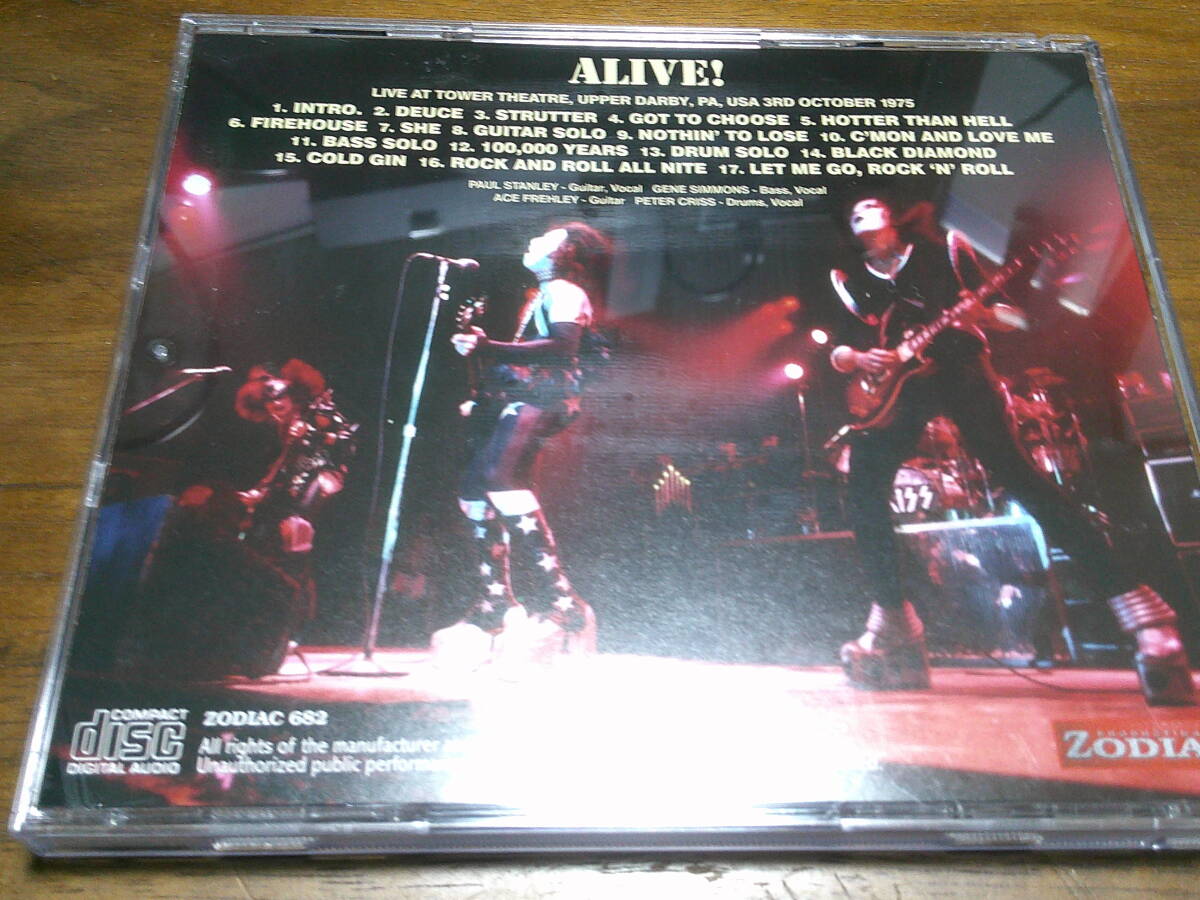 ALIVE!
LIVE AT TOWER THEATRE, UPPER DARBY, PA, USA 3RD OCTOBER 1975
1. INTRO. 2. DEUCE 3. STRUTTER 4. GOT TO CHOOSE 5. HOTTER THAN HELL
6. FIREHOUSE 7. SHE 8. GUITAR SOLO 9. NOTHIN' TO LOSE 10. C'MON AND LOVE ME
11. BASS SOLO 12. 100,000 YEARS 13. DRUM SOLO 14. BLACK DIAMOND
15. COLD GIN 16. ROCK AND ROLL ALL NITE 17. LET ME GO, ROCK 'N' ROLL
PAUL STANLEY - Guitar, Vocal GENE SIMMONS - Bass, Vocal
ACE FREHLEY - Guitar PETER CRISS - Drums, Vocal
KISS
COMPACT
disc
DIGITAL AUDIO
ZODIAC 682
All rights of the manufacturer
Unauthorized public
ZODIA